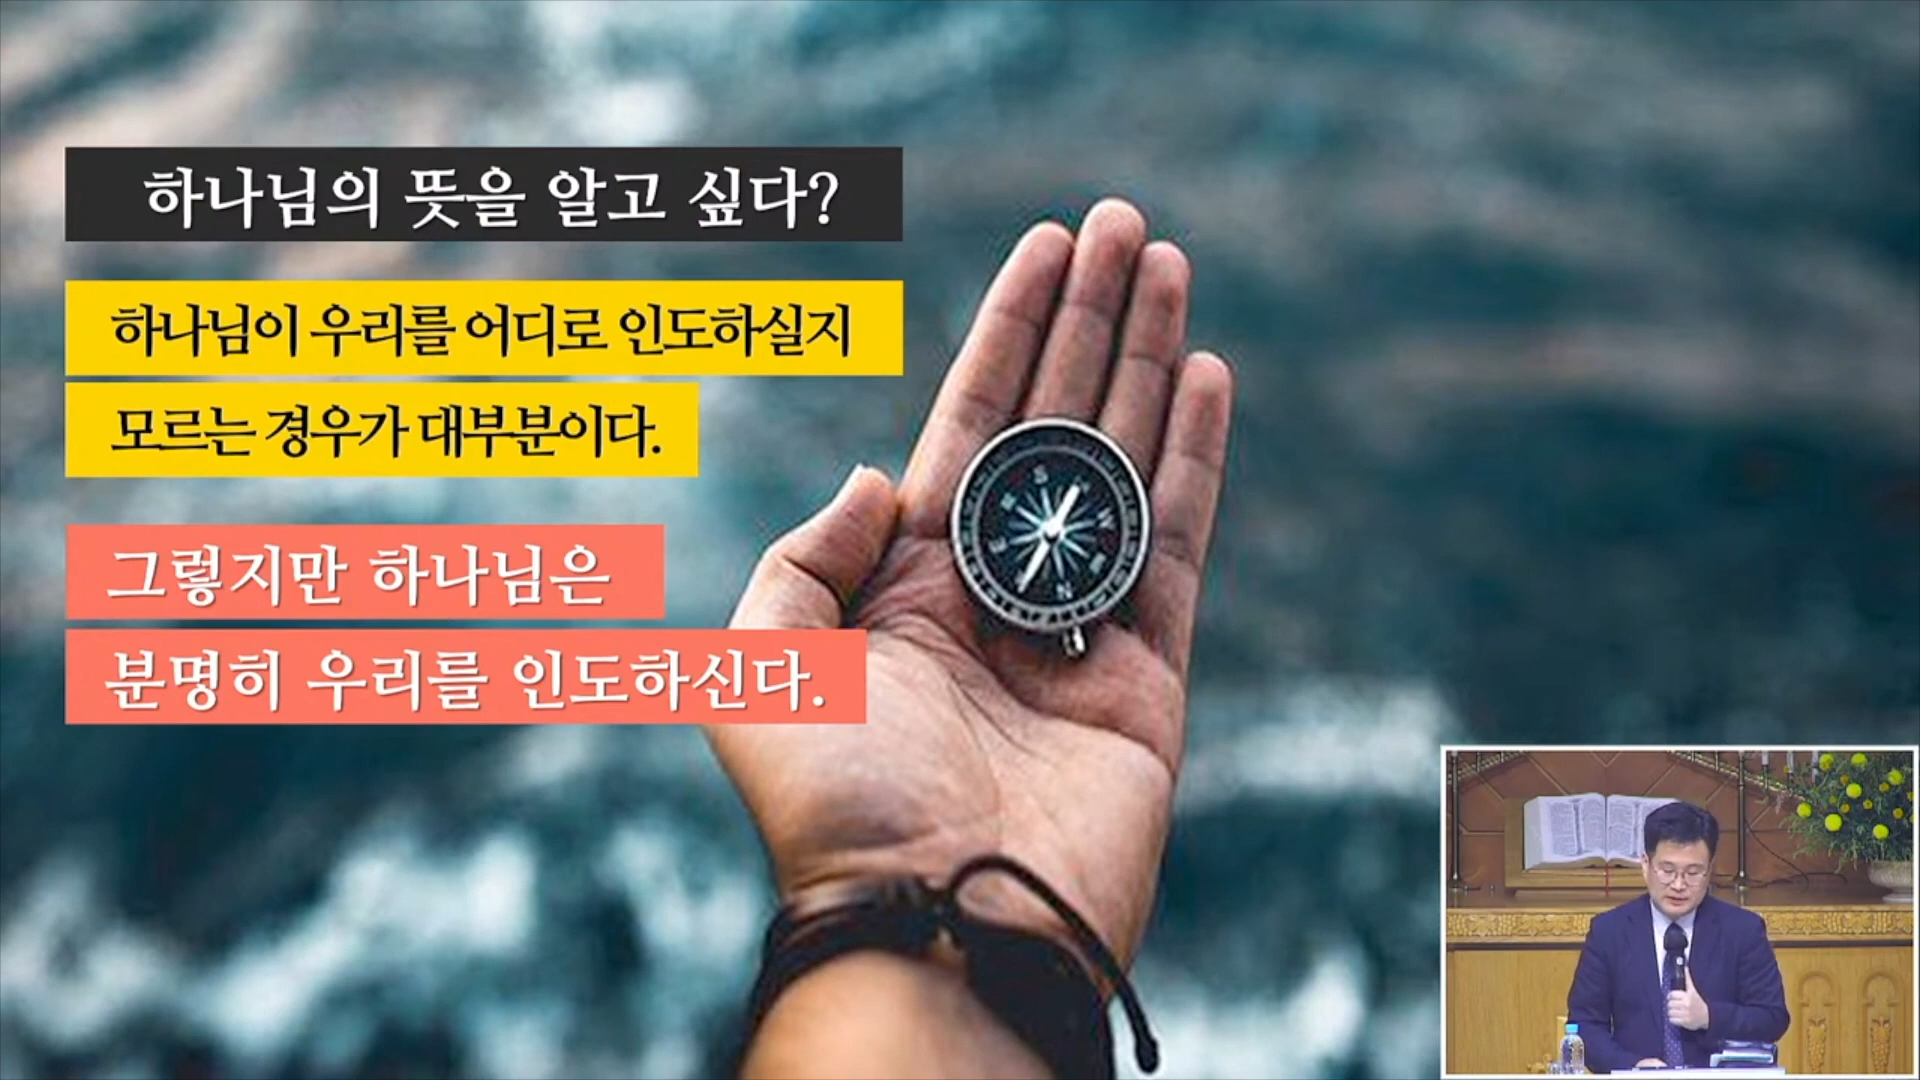 하나님의 뜻을 알고 싶다?
하나님이 우리를 어디로 인도하실지
모르는 경우가 대부분이다.
그렇지만 하나님은
분명히 우리를 인도하신다.
S
W
E
N